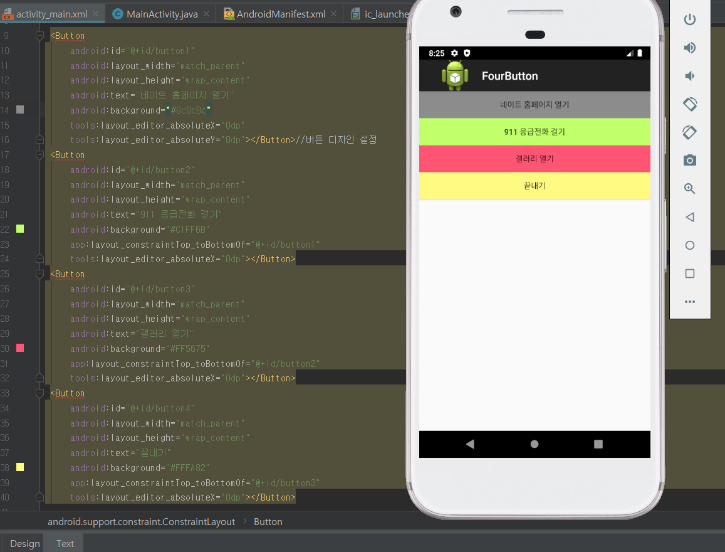 activity_main.xml
MainActivity.java
AndroidManifest.xml
ic_launche
9 <Button
10 android:id="@+id/button1"
11 android:layout_width="match_parent"
12 android:layout_height="wrap_content"
13 android:text="네이트 홈페이지 열기"
14 android:background="#8c8c8c"
15 tools:layout_editor_absoluteX="0dp"
16 tools:layout_editor_absoluteY="0dp"></Button>//버튼 디자인 설정
17 <Button
18 android:id="@+id/button2"
19 android:layout_width="match_parent"
20 android:layout_height="wrap_content"
21 android:text="911 응급전화 걸기"
22 android:background="#C1FF6B"
23 app:layout_constraintTop_toBottomOf="@+id/button1"
24 tools:layout_editor_absoluteX="0dp"></Button>
25 <Button
26 android:id="@+id/button3"
27 android:layout_width="match_parent"
28 android:layout_height="wrap_content"
29 android:text="갤러리 열기"
30 android:background="#FF5675"
31 app:layout_constraintTop_toBottomOf="@+id/button2"
32 tools:layout_editor_absoluteX="0dp"></Button>
33 <Button
34 android:id="@+id/button4"
35 android:layout_width="match_parent"
36 android:layout_height="wrap_content"
37 android:text="끝내기"
38 android:background="#FFFA82"
39 app:layout_constraintTop_toBottomOf="@+id/button3"
40 tools:layout_editor_absoluteX="0dp"></Button>
android.support.constraint.ConstraintLayout › Button
Design
Text
8:25
FourButton
네이트 홈페이지 열기
911 응급전화 걸기
갤러리 열기
끝내기